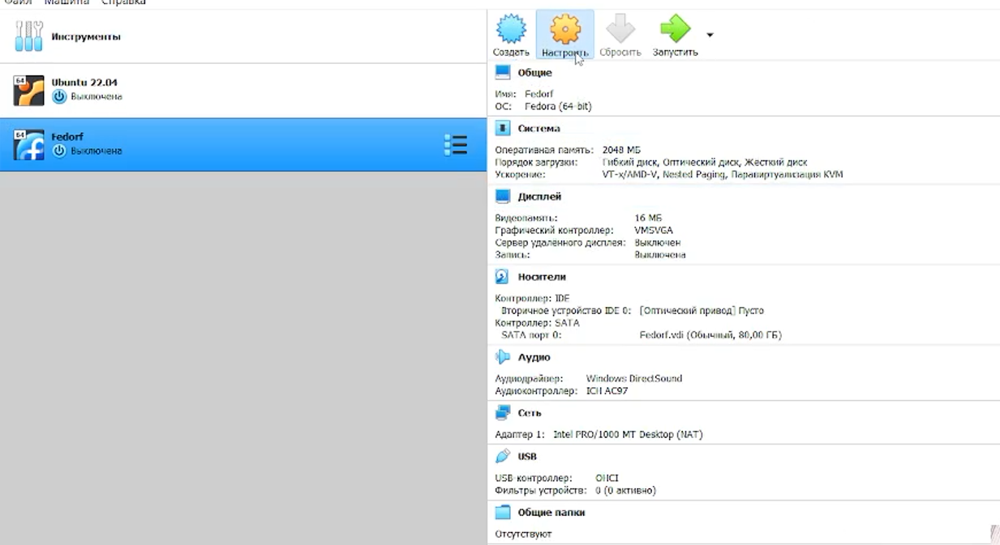 Файл Машина Справка
Инструменты
64
Ubuntu 22.04
Выключена
64
Fedorf
Выключена
Создать Настроить Сбросить Запустить
Общие
Имя: Fedorf
ОС: Fedora (64-bit)
Система
Оперативная память: 2048 МБ
Порядок загрузки: Гибкий диск, Оптический диск, Жесткий диск
Ускорение: VT-x/AMD-V, Nested Paging, Паравиртуализация KVM
Дисплей
Видеопамять: 16 МБ
Графический контроллер: VMSVGA
Сервер удалённого дисплея: Выключен
Запись: Выключена
Носители
Контроллер: IDE
Вторичное устройство IDE 0: [Оптический привод] Пусто
Контроллер: SATA
SATA порт 0: Fedorf.vdi (Обычный, 80,00 ГБ)
Аудио
Аудиодрайвер: Windows DirectSound
Аудиоконтроллер: ICH AC97
Сеть
Адаптер 1: Intel PRO/1000 MT Desktop (NAT)
USB
USB-контроллер: OHCI
Фильтры устройств: 0 (0 активно)
Общие папки
Отсутствуют